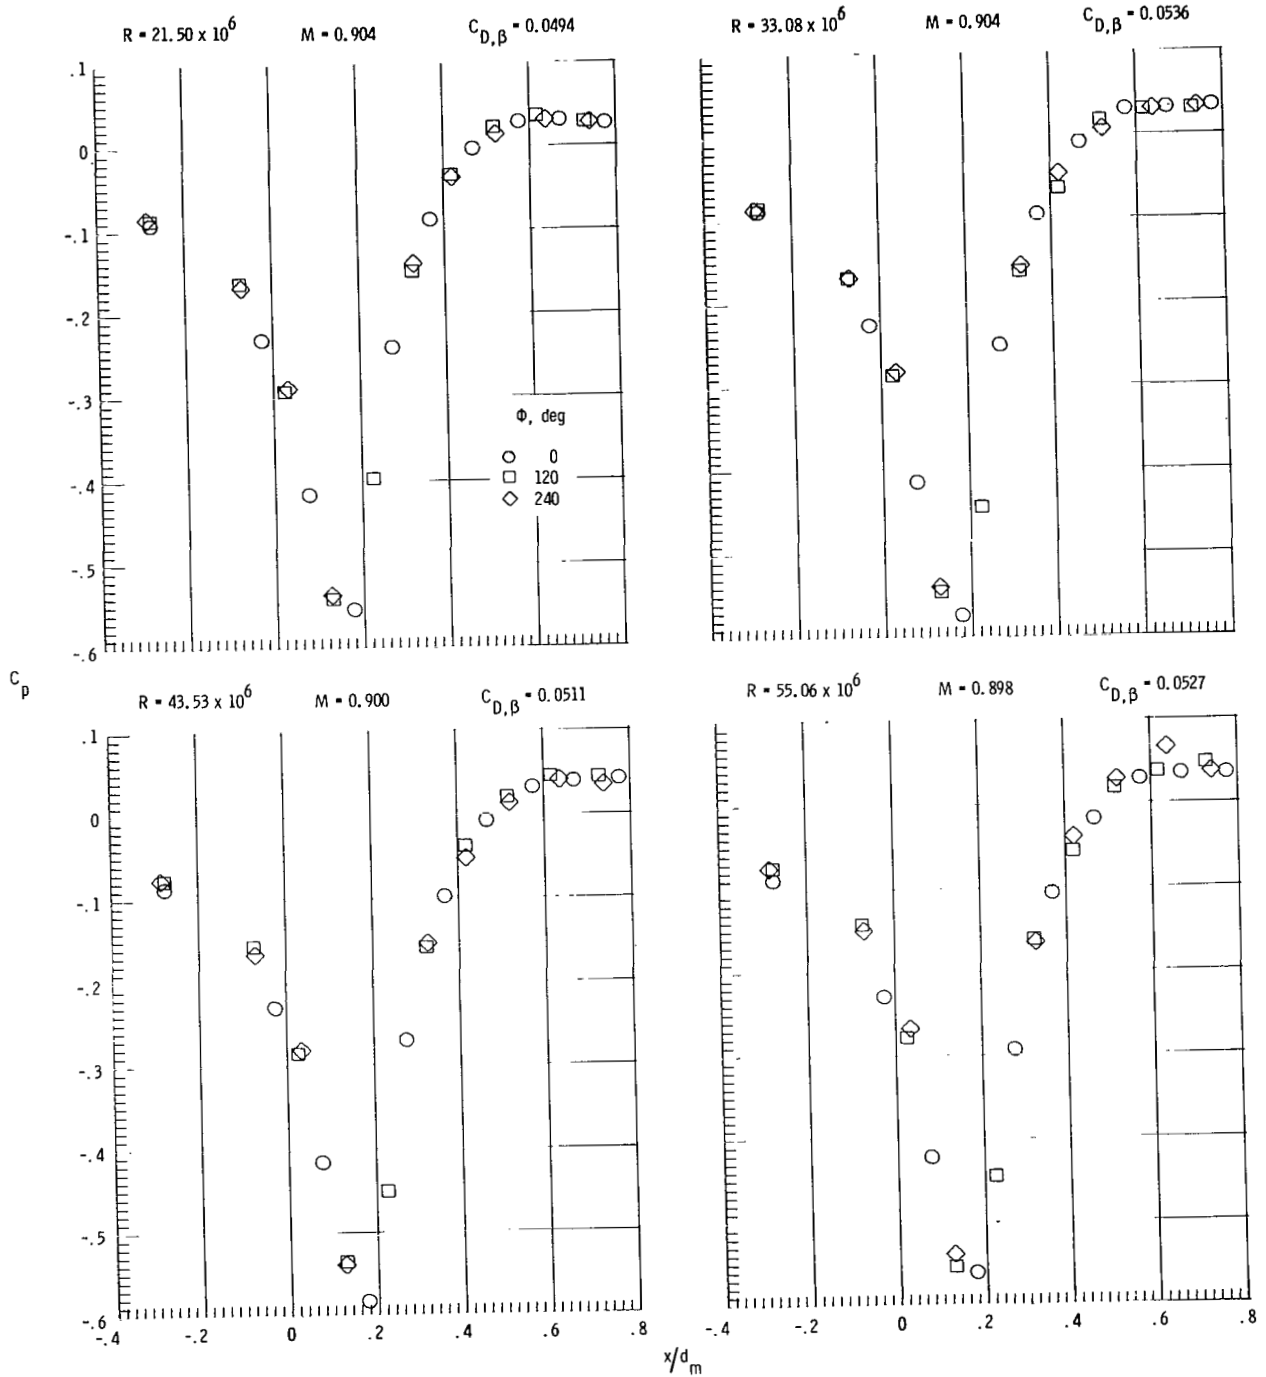 R = 21.50 x 10^6 M = 0.904 C_D,β = 0.0494
R = 33.08 x 10^6 M = 0.904 C_D,β = 0.0536
.1
0
-.1
-.2
-.3
-.4
-.5
-.6
Φ, deg
0
120
240
C_p
R = 43.53 x 10^6 M = 0.900 C_D,β = 0.0511
R = 55.06 x 10^6 M = 0.898 C_D,β = 0.0527
.1
0
-.1
-.2
-.3
-.4
-.5
-.6
-.4 -.2 0 .2 .4 .6 .8
-.4 -.2 0 .2 .4 .6 .8
x/d_m